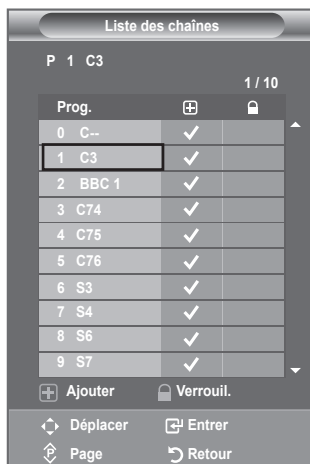 Liste des chaînes
P 1 C3
1 / 10
Prog.
0 C--
1 C3
2 BBC 1
3 C74
4 C75
5 C76
6 S3
7 S4
8 S6
9 S7
Ajouter Verrouil.
Déplacer Entrer
Page Retour